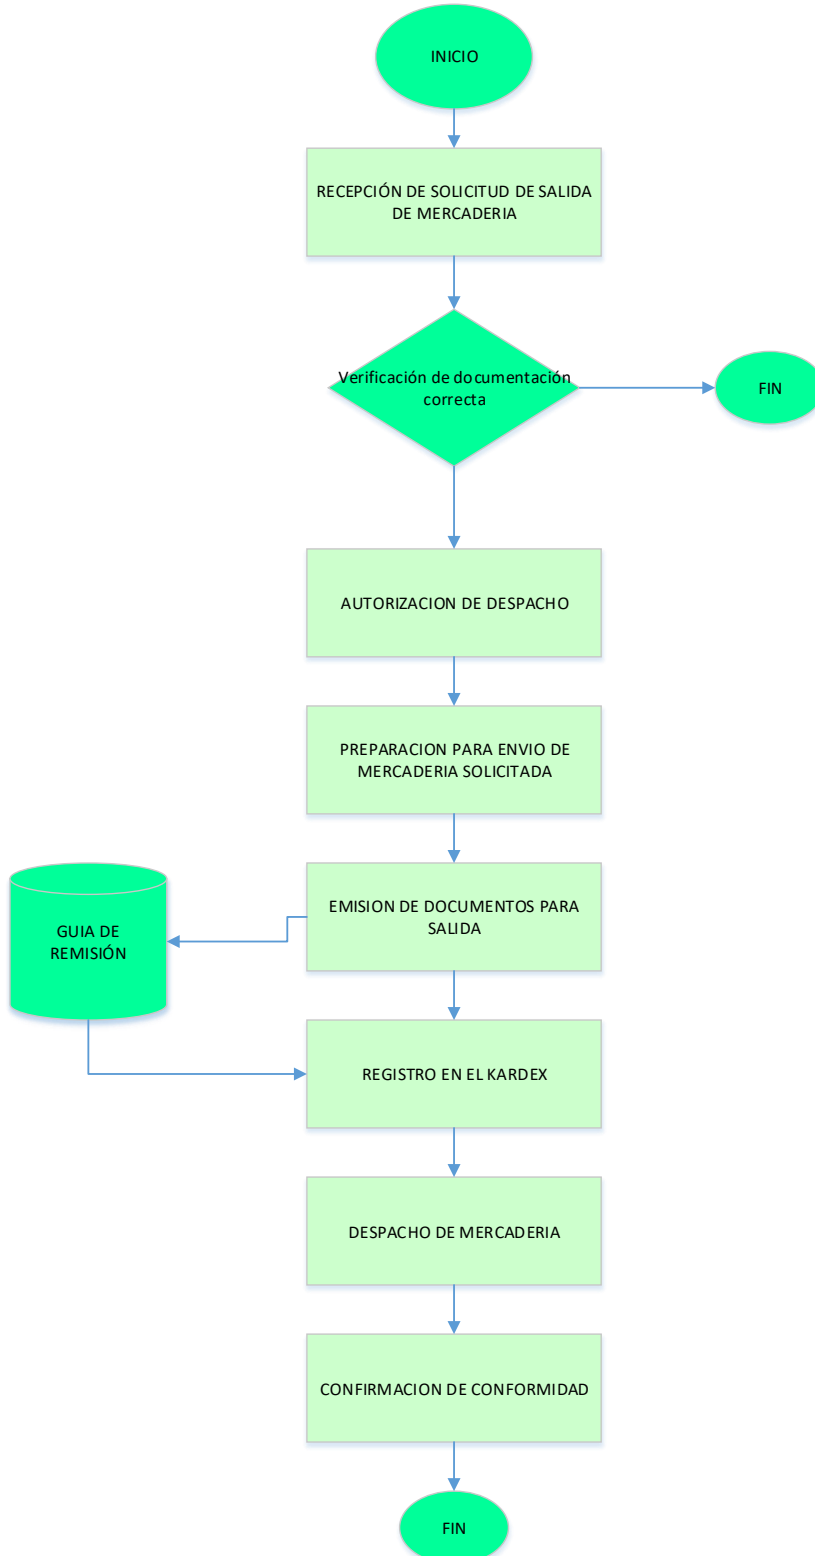 INICIO
RECEPCIÓN DE SOLICITUD DE SALIDA
DE MERCADERIA
Verificación de documentación
correcta
FIN
AUTORIZACION DE DESPACHO
PREPARACION PARA ENVIO DE
MERCADERIA SOLICITADA
EMISION DE DOCUMENTOS PARA
SALIDA
GUIA DE
REMISIÓN
REGISTRO EN EL KARDEX
DESPACHO DE MERCADERIA
CONFIRMACION DE CONFORMIDAD
FIN